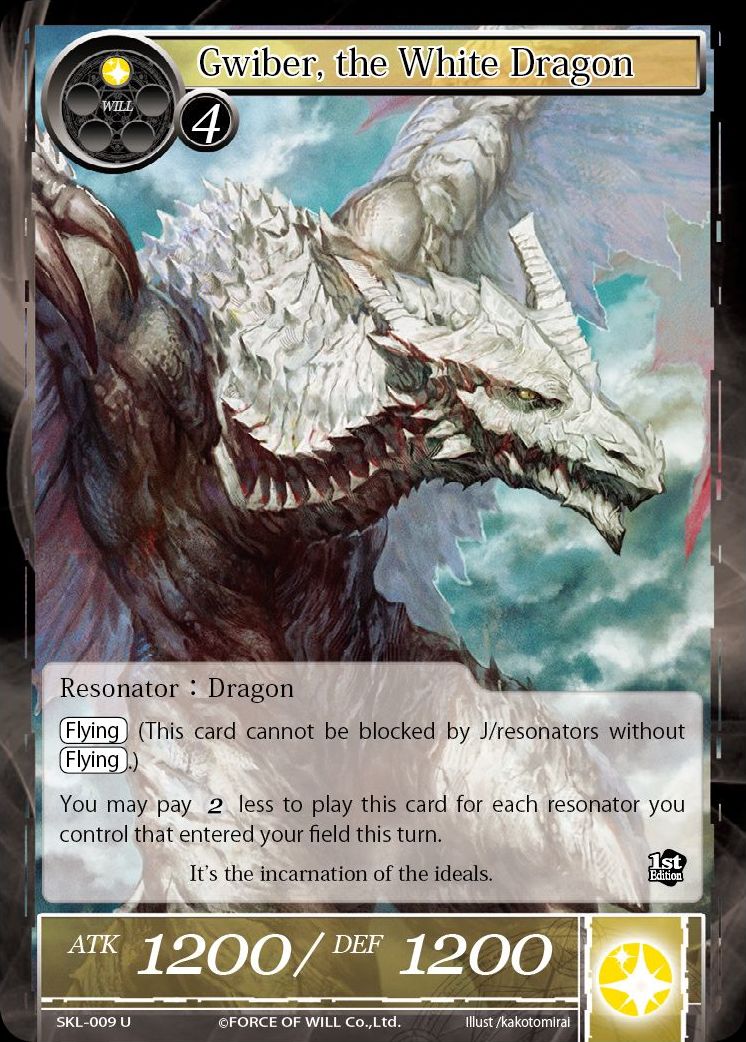 Gwiber, the White Dragon
WILL
4
Resonator : Dragon
Flying (This card cannot be blocked by J/resonators without
Flying.)
You may pay 2 less to play this card for each resonator you
control that entered your field this turn.
It's the incarnation of the ideals.
1st
Edition
ATK 1200/ DEF 1200
SKL-009 U ©FORCE OF WILL Co.,Ltd. Illust /kakotomirai